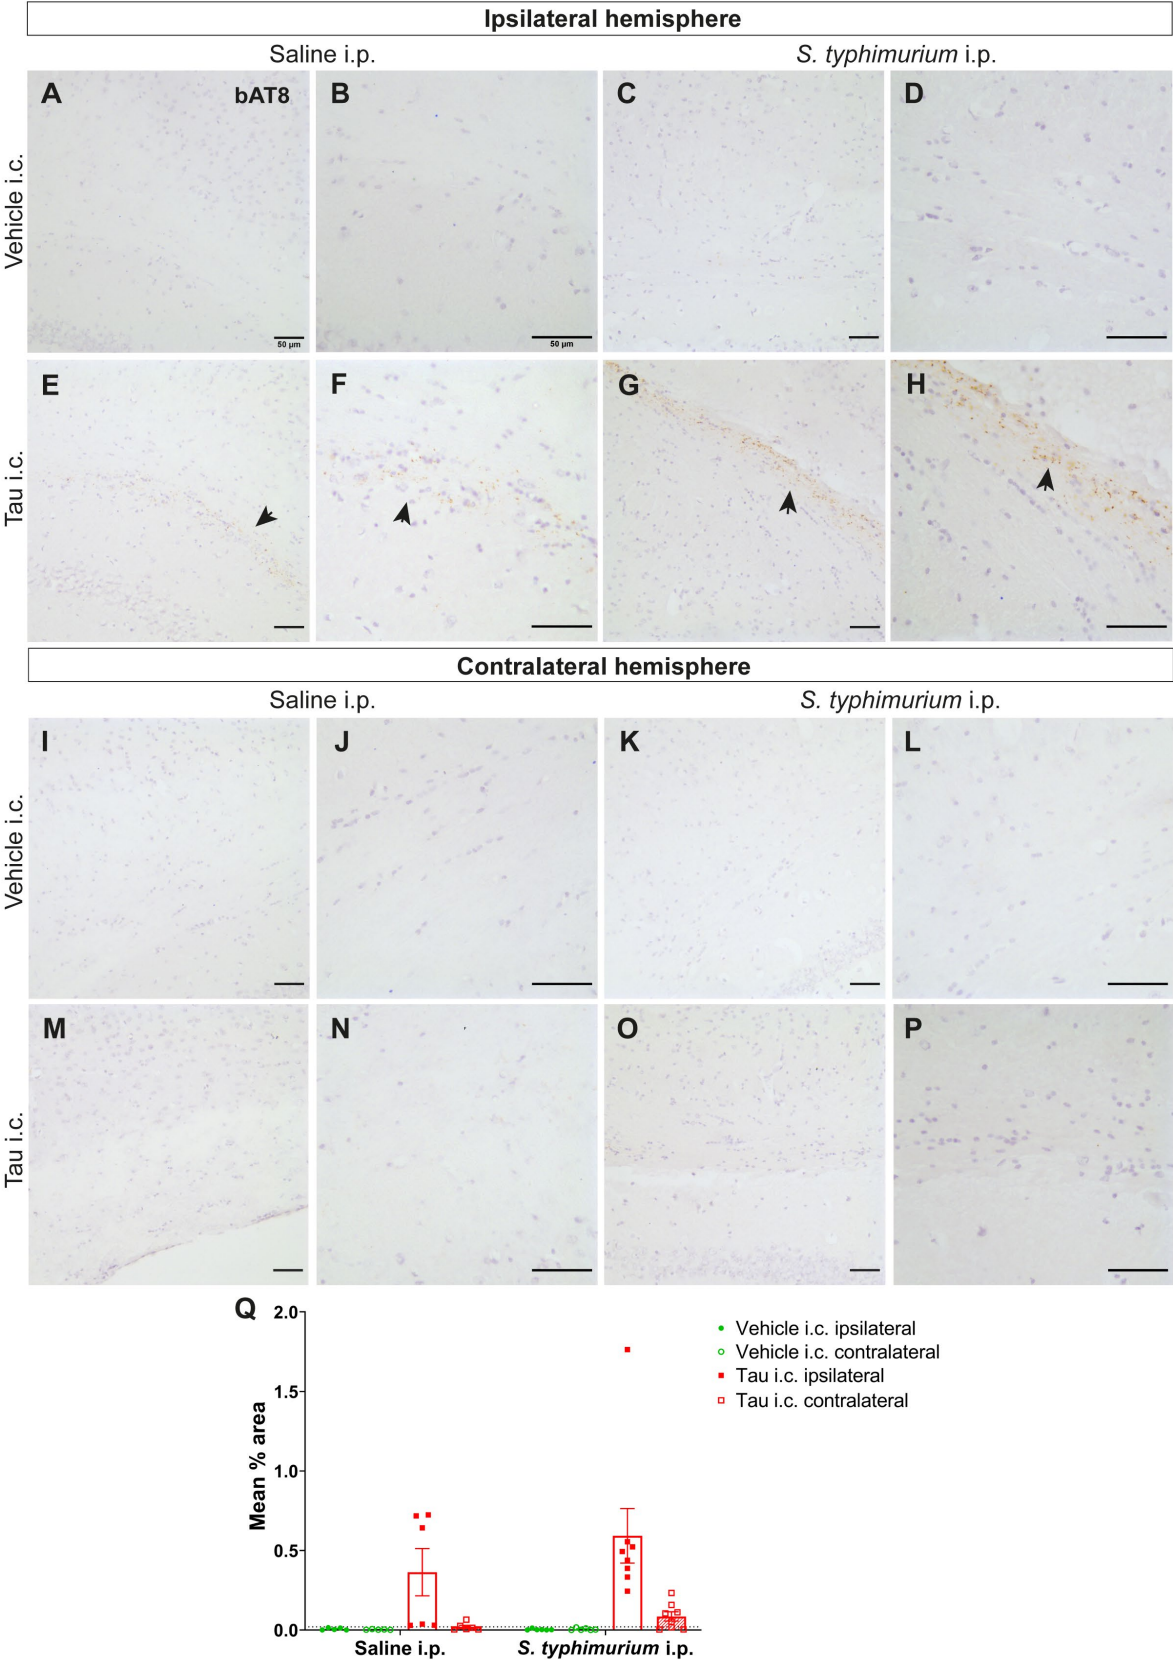 Ipsilateral hemisphere
Saline i.p.
S. typhimurium i.p.
Vehicle i.c.
A
bAT8
B
C
D
50 µm
50 µm
Tau i.c.
E
F
G
H
Contralateral hemisphere
Saline i.p.
S. typhimurium i.p.
Vehicle i.c.
I
J
K
L
Tau i.c.
M
N
O
P
Q
Mean % area
2.0
1.5
1.0
0.5
0.0
Saline i.p.
S. typhimurium i.p.
Vehicle i.c. ipsilateral
Vehicle i.c. contralateral
Tau i.c. ipsilateral
Tau i.c. contralateral